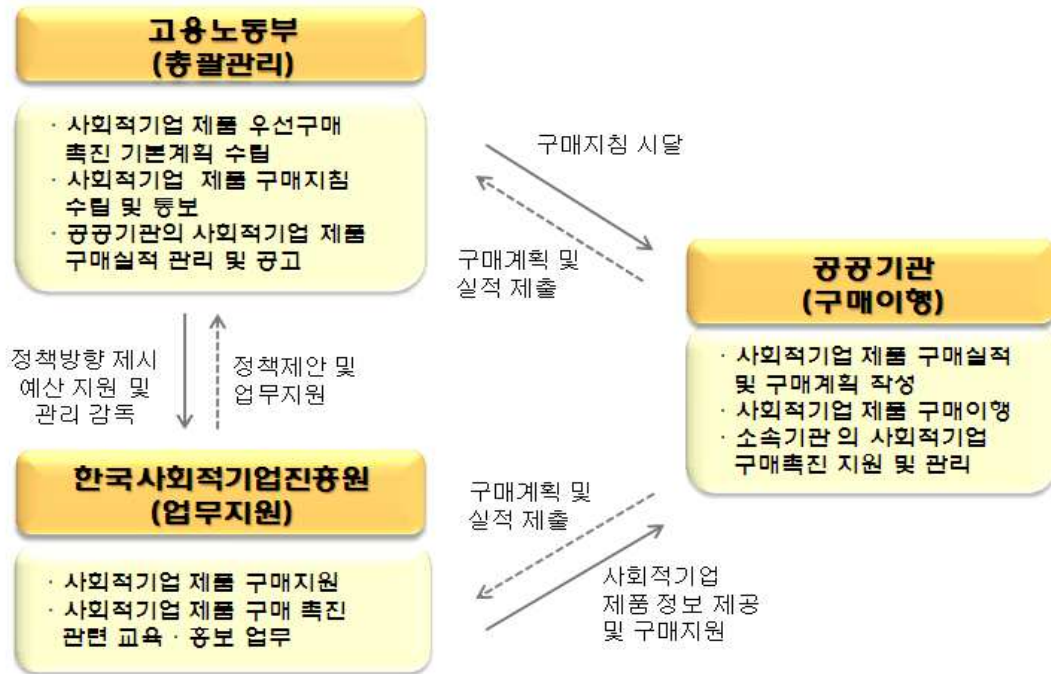 고용노동부
(총괄관리)
· 사회적기업 제품 우선구매
촉진 기본계획 수립
· 사회적기업 제품 구매지침
수립 및 통보
· 공공기관의 사회적기업 제품
구매실적 관리 및 공고
구매지침 시달
구매계획 및
실적 제출
공공기관
(구매이행)
· 사회적기업 제품 구매실적
및 구매계획 작성
· 사회적기업 제품 구매이행
· 소속기관의 사회적기업
구매촉진 지원 및 관리
정책방향 제시
예산 지원 및
관리 감독
정책제안 및
업무지원
한국사회적기업진흥원
(업무지원)
· 사회적기업 제품 구매지원
· 사회적기업 제품 구매 촉진
관련 교육 · 홍보 업무
구매계획 및
실적 제출
사회적기업
제품 정보 제공
및 구매지원